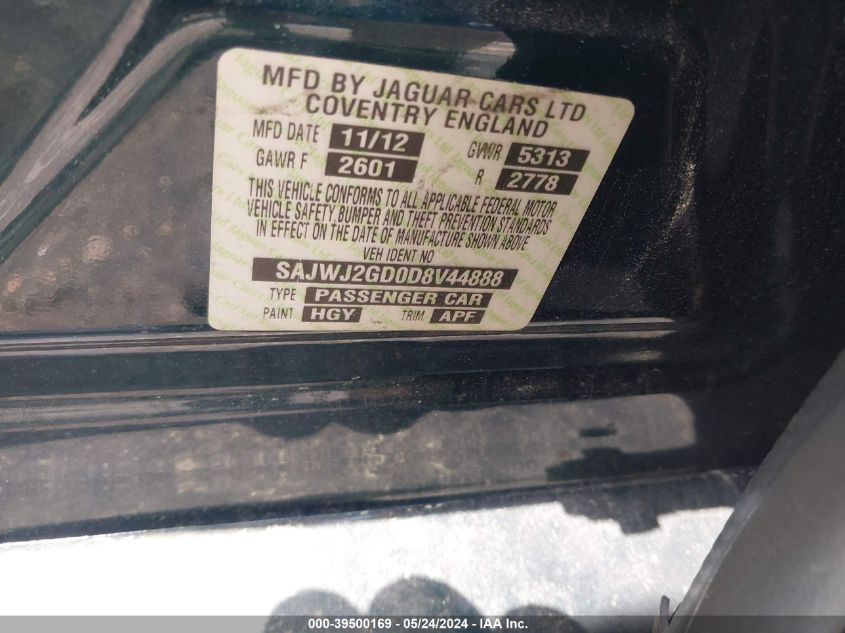 MFD BY JAGUAR CARS LTD
COVENTRY ENGLAND
MFD DATE 11/12 GVWR 5313
GAWR F 2601 R 2778
THIS VEHICLE CONFORMS TO ALL APPLICABLE FEDERAL MOTOR
VEHICLE SAFETY, BUMPER AND THEFT PREVENTION STANDARDS
IN EFFECT ON THE DATE OF MANUFACTURE SHOWN ABOVE
VEH IDENT NO
SAJWJ2GD0D8V44888
TYPE PASSENGER CAR
PAINT HGY TRIM APF
000-39500169 - 05/24/2024 - IAA Inc.